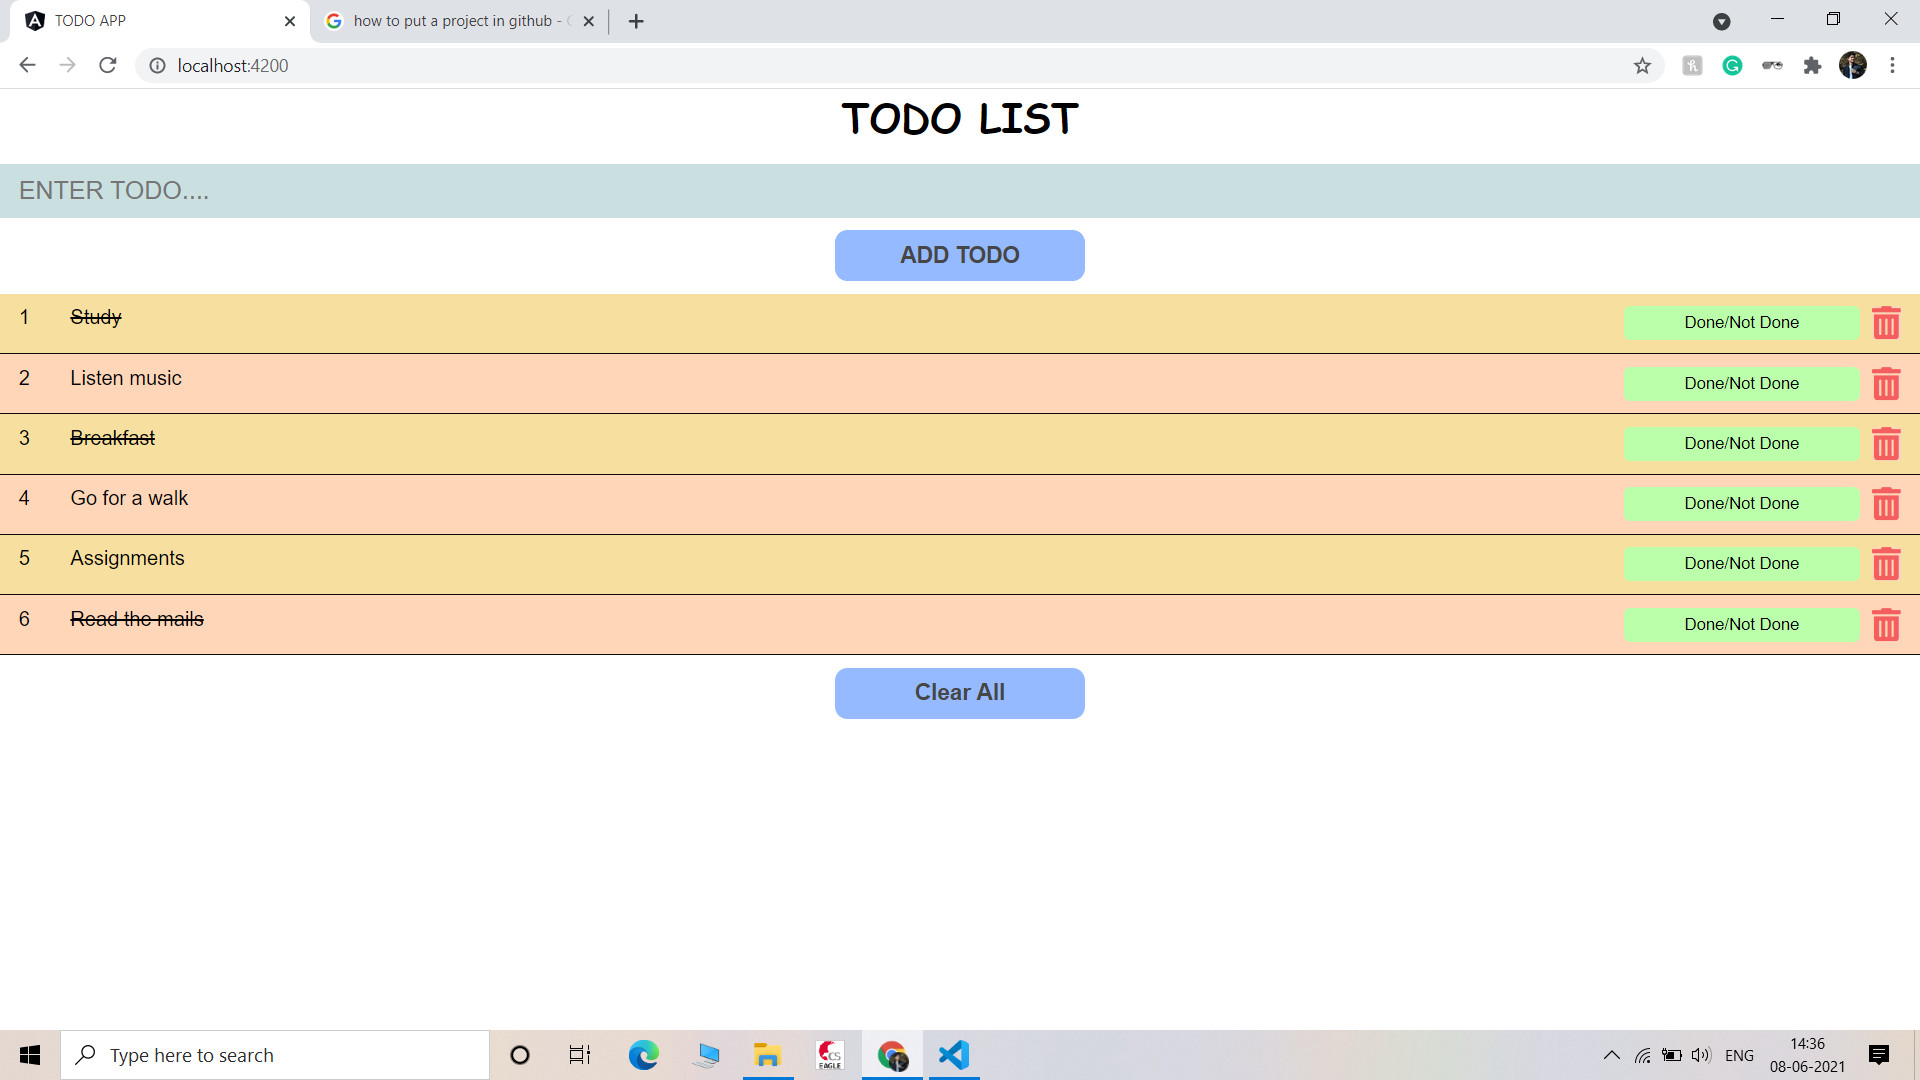 TODO APP
how to put a project in github -
localhost:4200
TODO LIST
ENTER TODO....
ADD TODO
1 Study Done/Not Done
2 Listen music Done/Not Done
3 Breakfast Done/Not Done
4 Go for a walk Done/Not Done
5 Assignments Done/Not Done
6 Read the mails Done/Not Done
Clear All
Type here to search
CS
EAGLE
ENG
14:36
08-06-2021